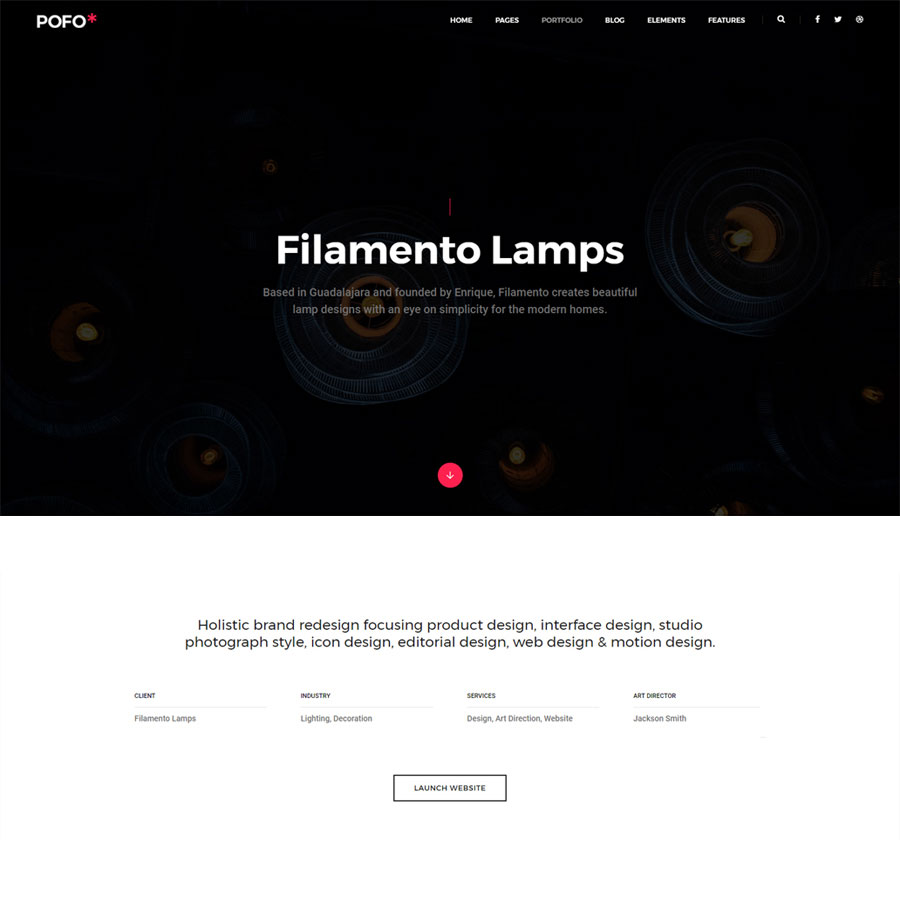 POFO*
HOME PAGES PORTFOLIO BLOG ELEMENTS FEATURES
Filamento Lamps
Based in Guadalajara and founded by Enrique, Filamento creates beautiful
lamp designs with an eye on simplicity for the modern homes.
Holistic brand redesign focusing product design, interface design, studio
photograph style, icon design, editorial design, web design & motion design.
CLIENT INDUSTRY SERVICES ART DIRECTOR
Filamento Lamps Lighting, Decoration Design, Art Direction, Website Jackson Smith
LAUNCH WEBSITE